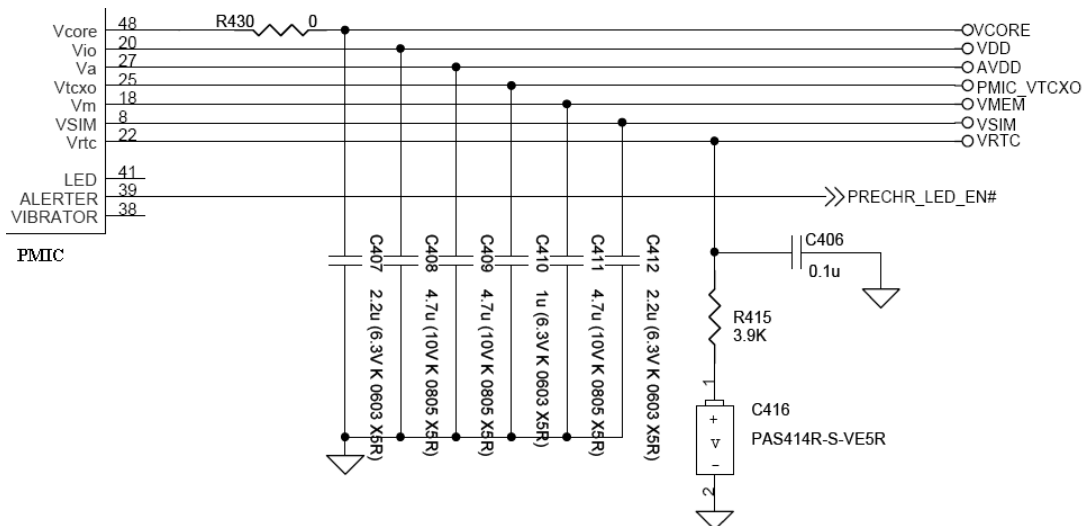 Vcore 48 R430 0 VCORE
Vio 20 VDD
Va 27 AVDD
Vtcxo 25 PMIC_VTCXO
Vm 18 VMEM
VSIM 8 VSIM
Vrtc 22 VRTC
LED 41
ALERTER 39 PRECHR_LED_EN#
VIBRATOR 38
PMIC
C407 2.2u (6.3V K 0603 X5R)
C408 4.7u (10V K 0805 X5R)
C409 4.7u (10V K 0805 X5R)
C410 1u (6.3V K 0603 X5R)
C411 4.7u (10V K 0805 X5R)
C412 2.2u (6.3V K 0603 X5R)
C406
0.1u
R415
3.9K
1
C416
+
V
PAS414R-S-VE5R
-
2